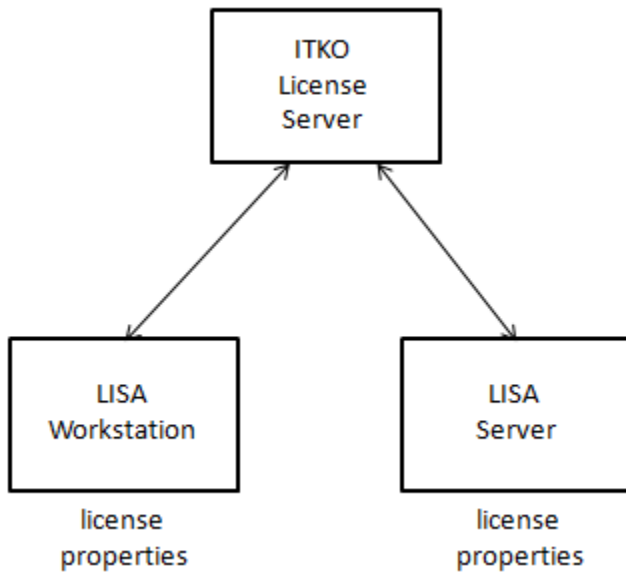 ITKO
License
Server
LISA
Workstation
LISA
Server
license
properties
license
properties